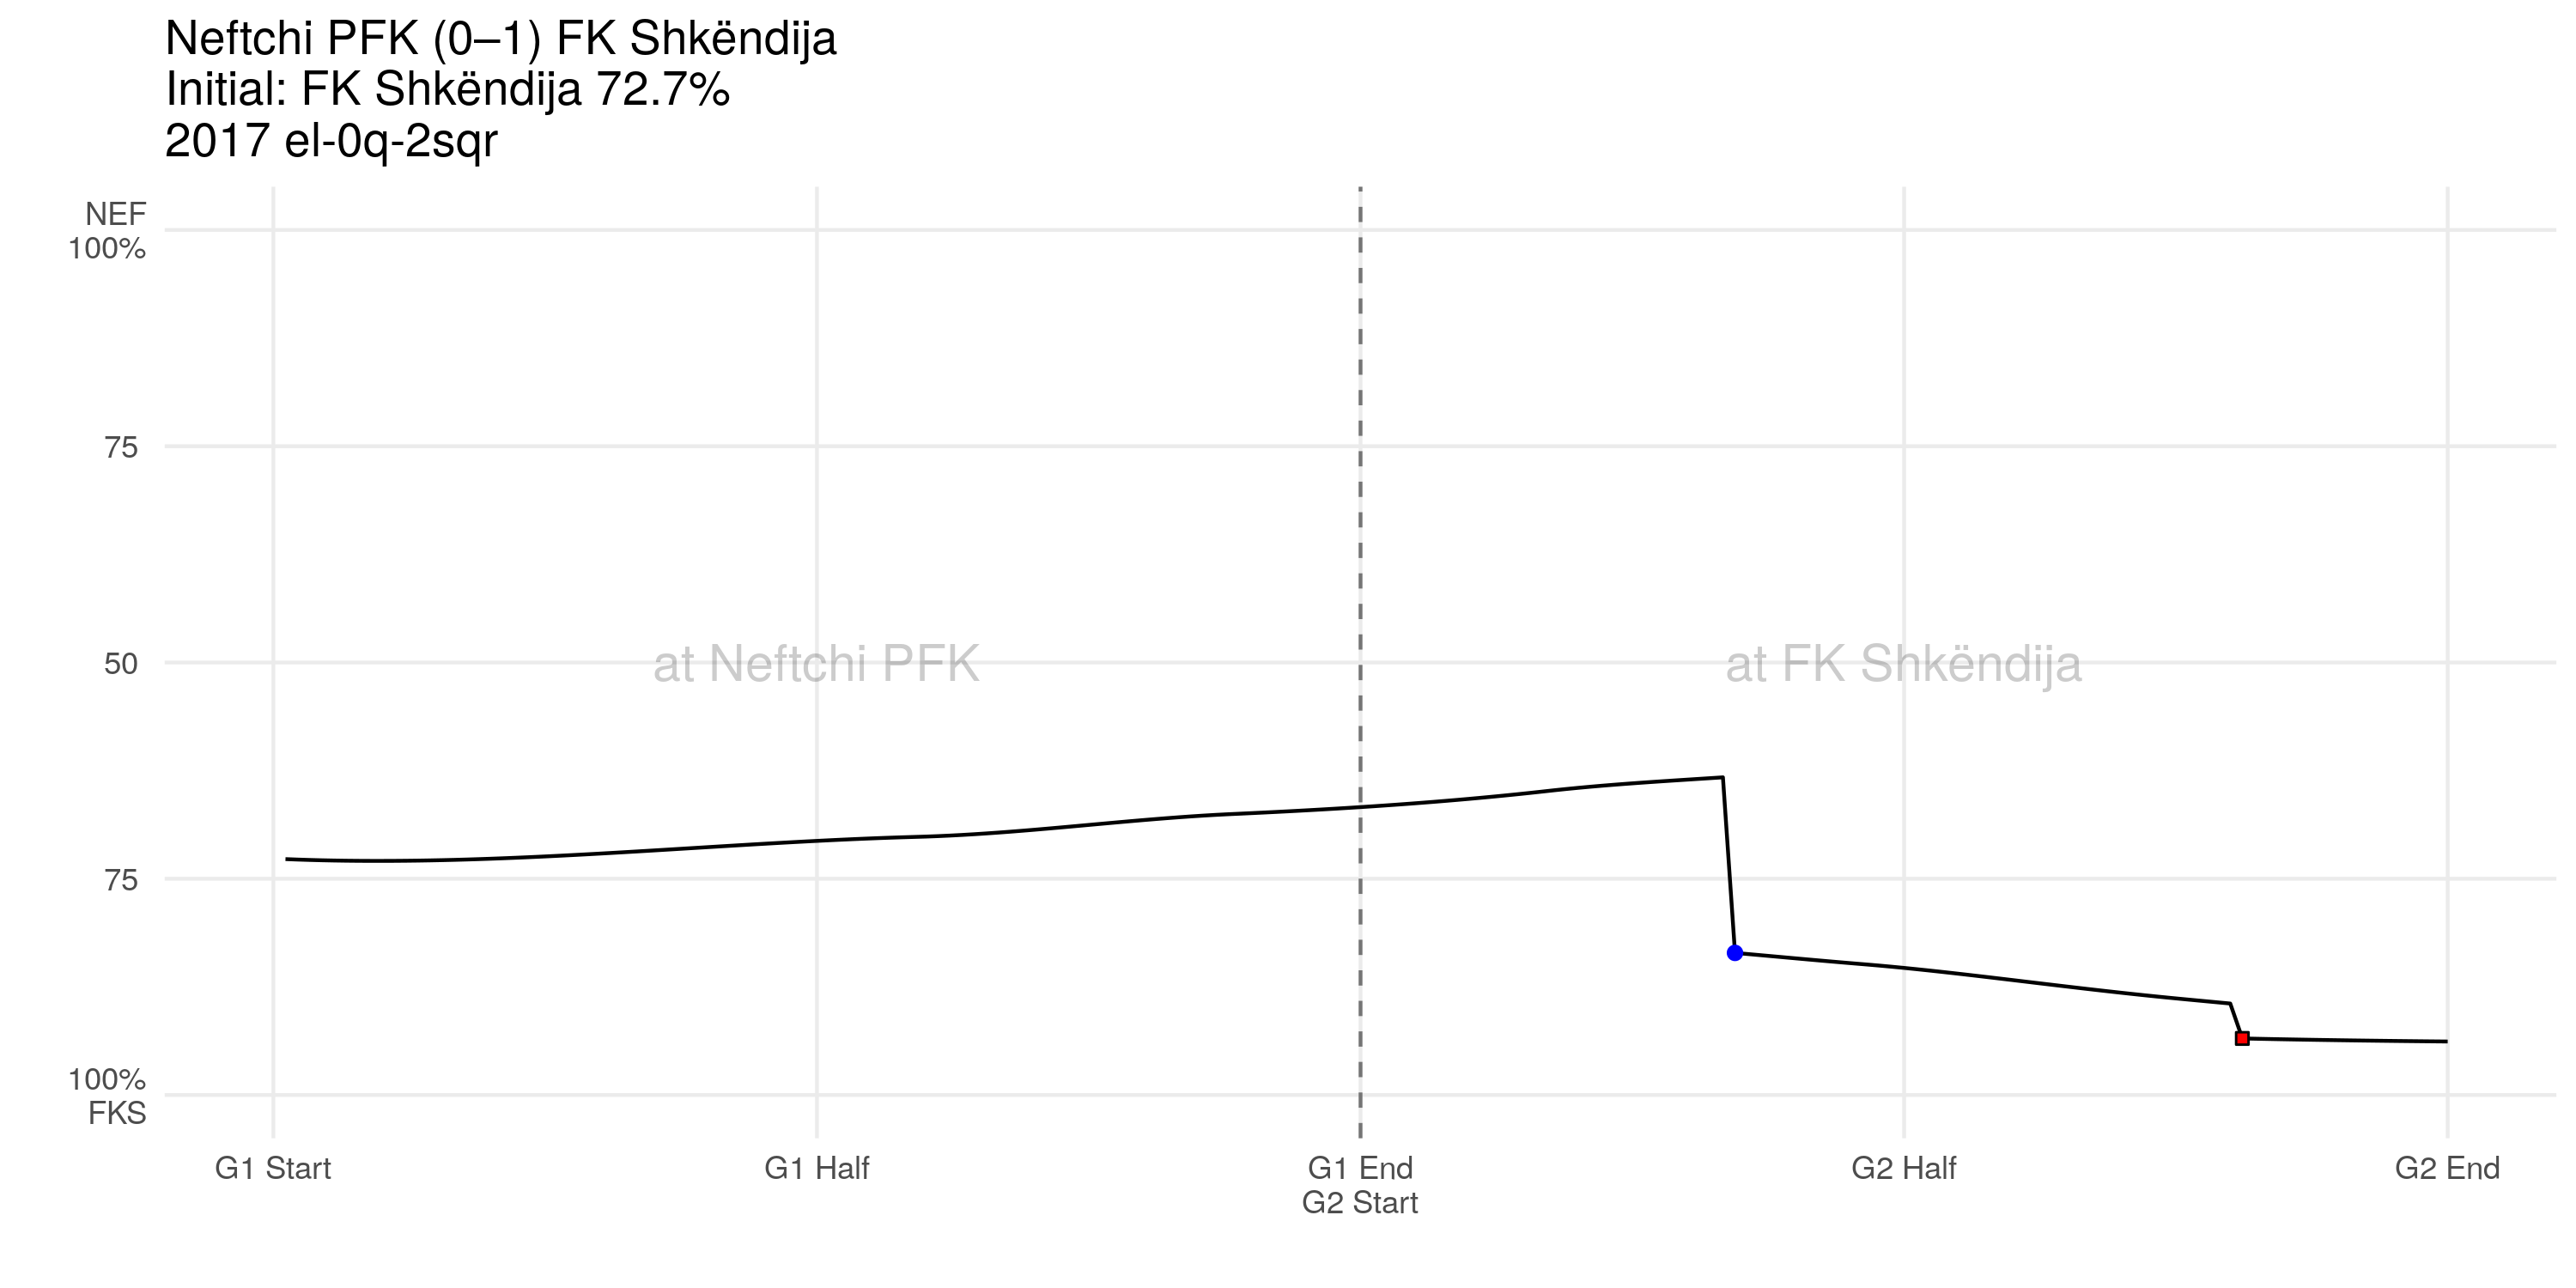 Neftchi PFK (0–1) FK Shkëndija
Initial: FK Shkëndija 72.7%
2017 el-0q-2sqr
NEF
100%
75
50
75
100%
FKS
at Neftchi PFK
at FK Shkëndija
G1 Start
G1 Half
G1 End
G2 Start
G2 Half
G2 End